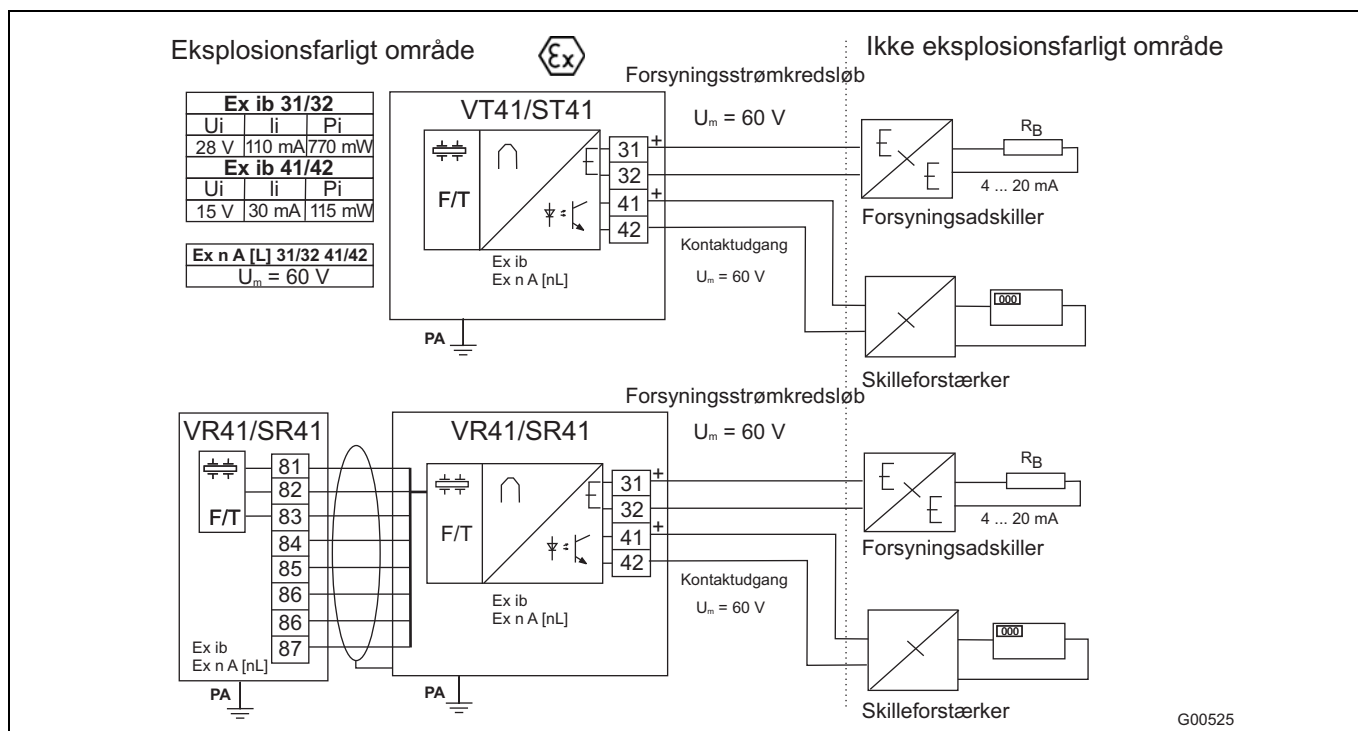 Eksplosionsfarligt område
Ex
Ikke eksplosionsfarligt område
Ex ib 31/32
Ui Ii Pi
28 V 110 mA 770 mW
Ex ib 41/42
Ui Ii Pi
15 V 30 mA 115 mW
Ex n A [L] 31/32 41/42
Um = 60 V
VT41/ST41
F/T
31 +
32
41 +
42
Ex ib
Ex n A [nL]
PA
Forsyningsstrømkredsløb
Um = 60 V
Kontaktudgang
Um = 60 V
E
E
RB
4 ... 20 mA
Forsyningsadskiller
000
Skilleforstærker
VR41/SR41
F/T
81
82
83
84
85
86
86
87
Ex ib
Ex n A [nL]
PA
VR41/SR41
F/T
31 +
32
41 +
42
Ex ib
Ex n A [nL]
PA
Forsyningsstrømkredsløb
Um = 60 V
Kontaktudgang
Um = 60 V
E
E
RB
4 ... 20 mA
Forsyningsadskiller
000
Skilleforstærker
G00525